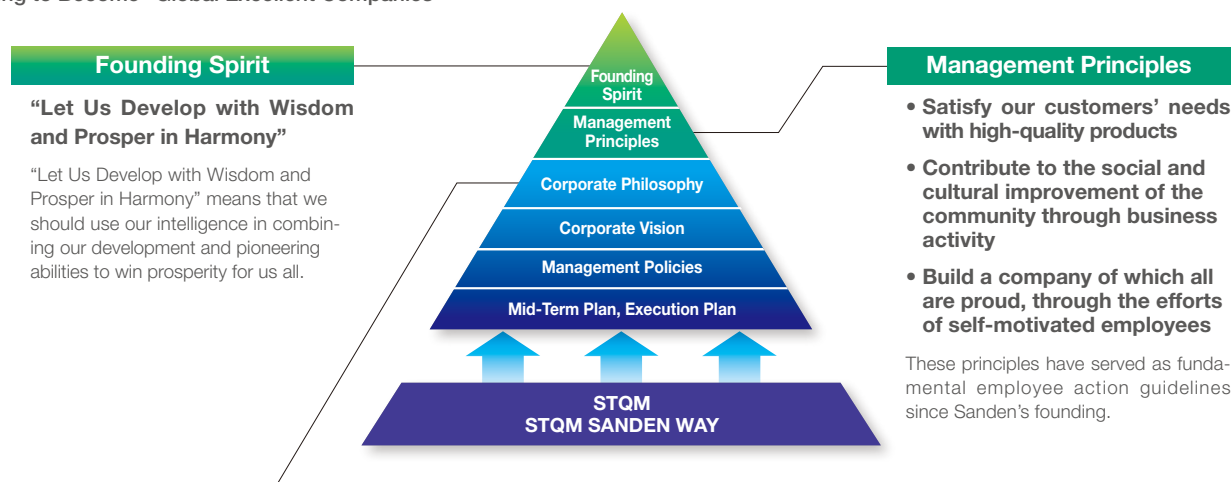 to Become "Global Excellent Companies"
Founding Spirit
"Let Us Develop with Wisdom
and Prosper in Harmony"
"Let Us Develop with Wisdom and
Prosper in Harmony" means that we
should use our intelligence in combin-
ing our development and pioneering
abilities to win prosperity for us all.
Founding
Spirit
Management
Principles
Corporate Philosophy
Corporate Vision
Management Policies
Mid-Term Plan, Execution Plan
STQM
STQM SANDEN WAY
Management Principles
• Satisfy our customers' needs
with high-quality products
• Contribute to the social and
cultural improvement of the
community through business
activity
• Build a company of which all
are proud, through the efforts
of self-motivated employees
These principles have served as funda-
mental employee action guidelines
since Sanden's founding.